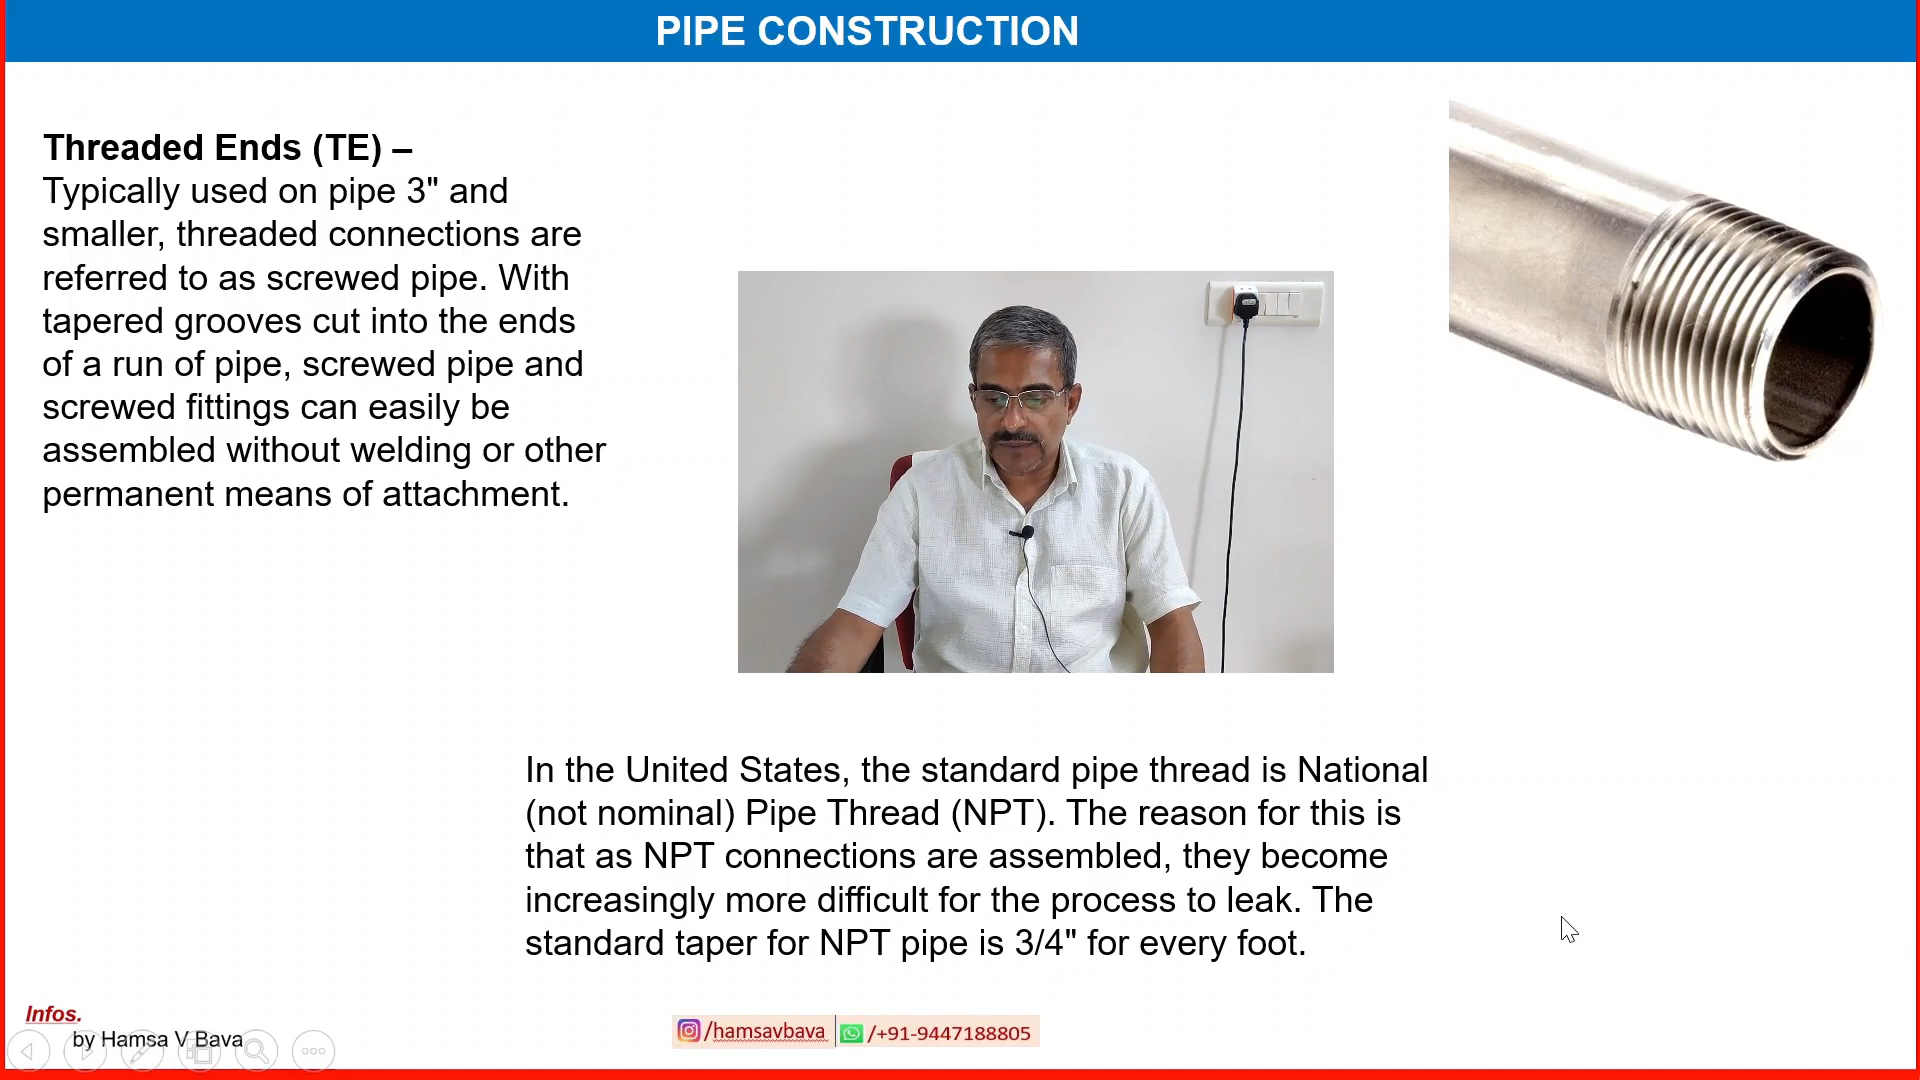 PIPE CONSTRUCTION
Threaded Ends (TE) –
Typically used on pipe 3" and
smaller, threaded connections are
referred to as screwed pipe. With
tapered grooves cut into the ends
of a run of pipe, screwed pipe and
screwed fittings can easily be
assembled without welding or other
permanent means of attachment.
In the United States, the standard pipe thread is National
(not nominal) Pipe Thread (NPT). The reason for this is
that as NPT connections are assembled, they become
increasingly more difficult for the process to leak. The
standard taper for NPT pipe is 3/4" for every foot.
Infos.
by Hamsa V Bava
/hamsavbava
/+91-9447188805